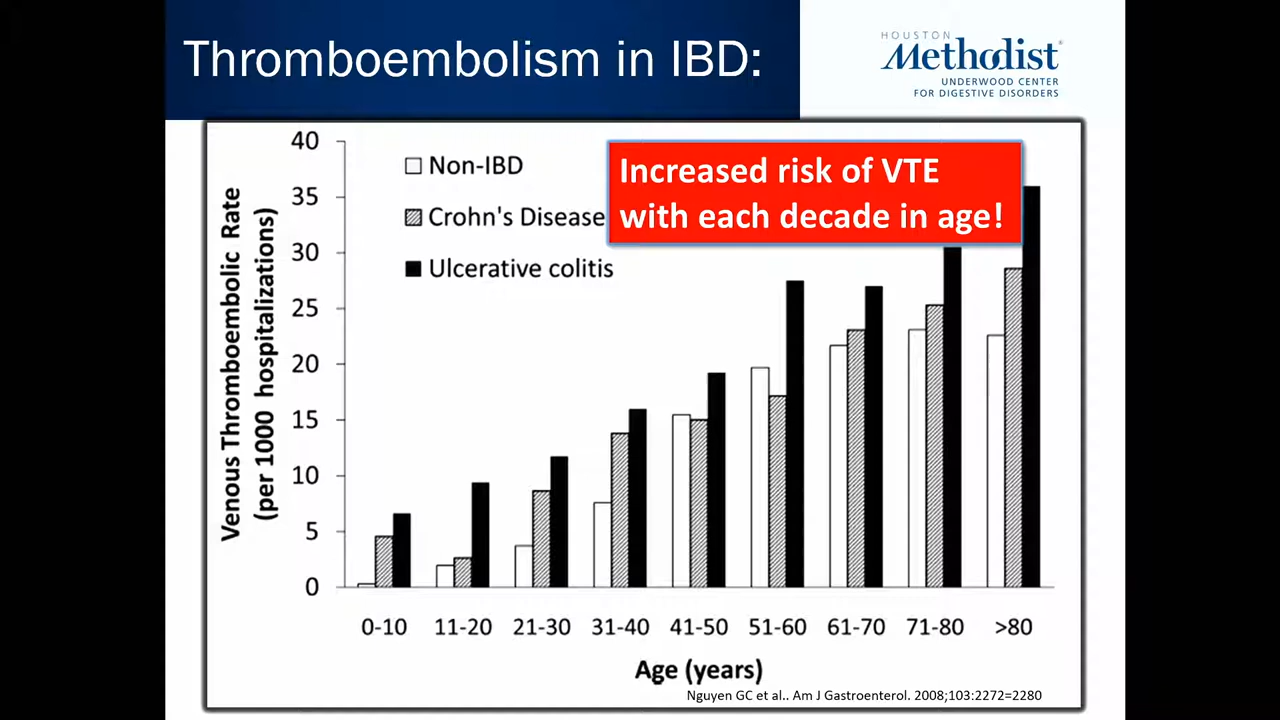 Thromboembolism in IBD:
HOUSTON
Methodist
UNDERWOOD CENTER
FOR DIGESTIVE DISORDERS
Increased risk of VTE
with each decade in age!
Non-IBD
Crohn's Disease
Ulcerative colitis
Venous Thromboembolic Rate
(per 1000 hospitalizations)
40
35
30
25
20
15
10
5
0
0-10 11-20 21-30 31-40 41-50 51-60 61-70 71-80 >80
Age (years)
Nguyen GC et al.. Am J Gastroenterol. 2008;103:2272=2280